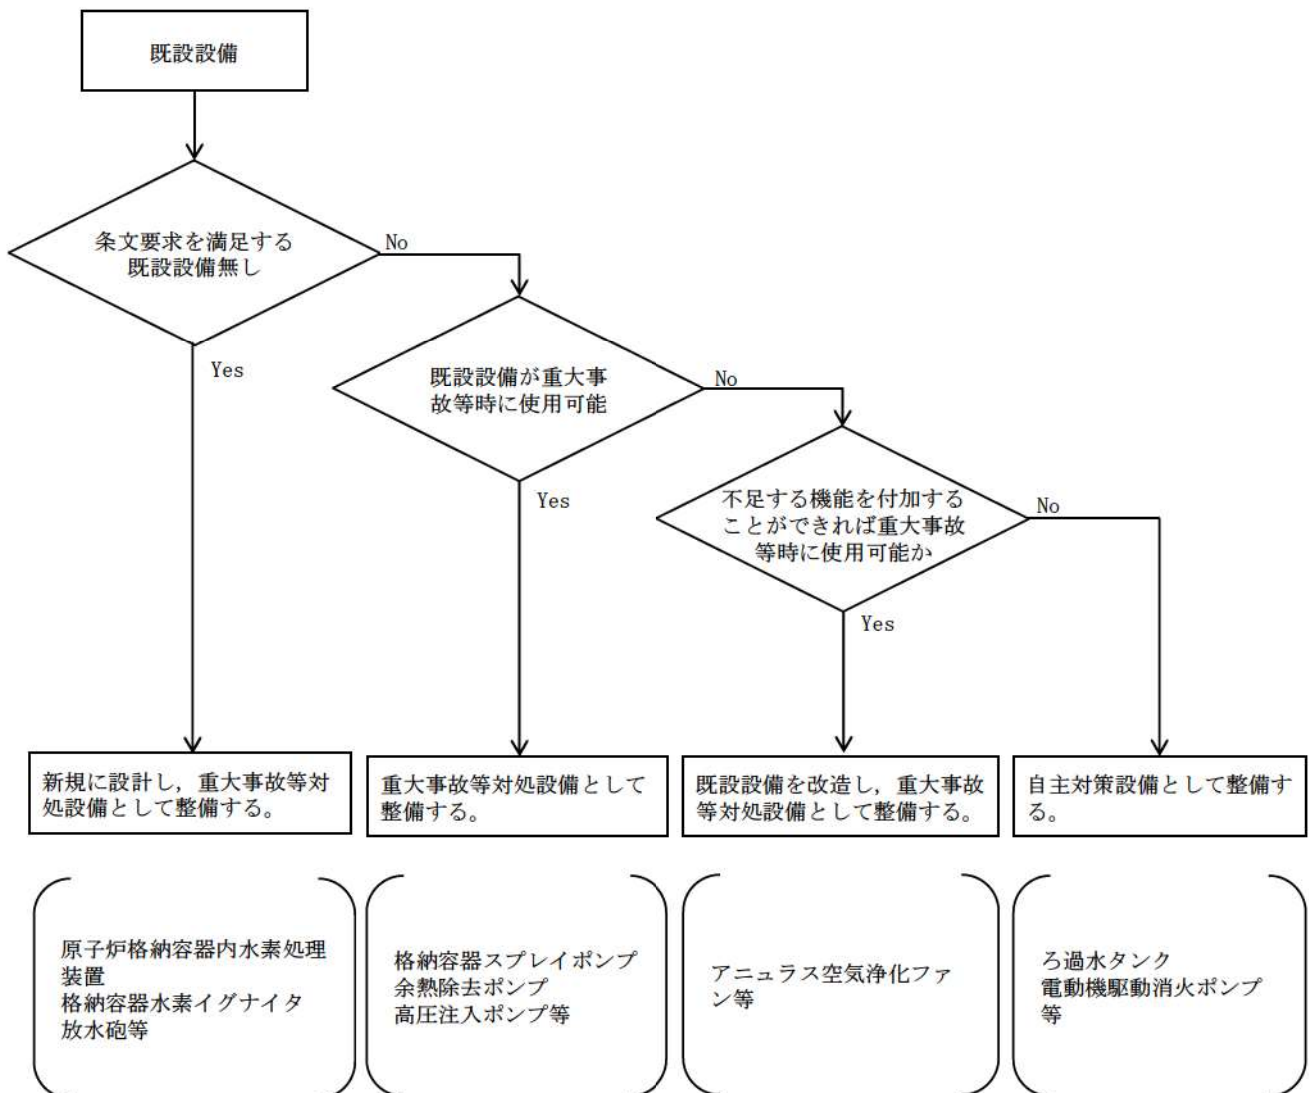 既設設備
条文要求を満足する
既設設備無し
No
Yes
既設設備が重大事
故等時に使用可能
No
Yes
不足する機能を付加する
ことができれば重大事故
等時に使用可能か
No
Yes
新規に設計し，重大事故等対
処設備として整備する。
重大事故等対処設備として
整備する。
既設設備を改造し，重大事故
等対処設備として整備する。
自主対策設備として整備す
る。
原子炉格納容器内水素処理
装置
格納容器水素イグナイタ
放水砲等
格納容器スプレイポンプ
余熱除去ポンプ
高圧注入ポンプ等
アニュラス空気浄化ファ
ン等
ろ過水タンク
電動機駆動消火ポンプ
等